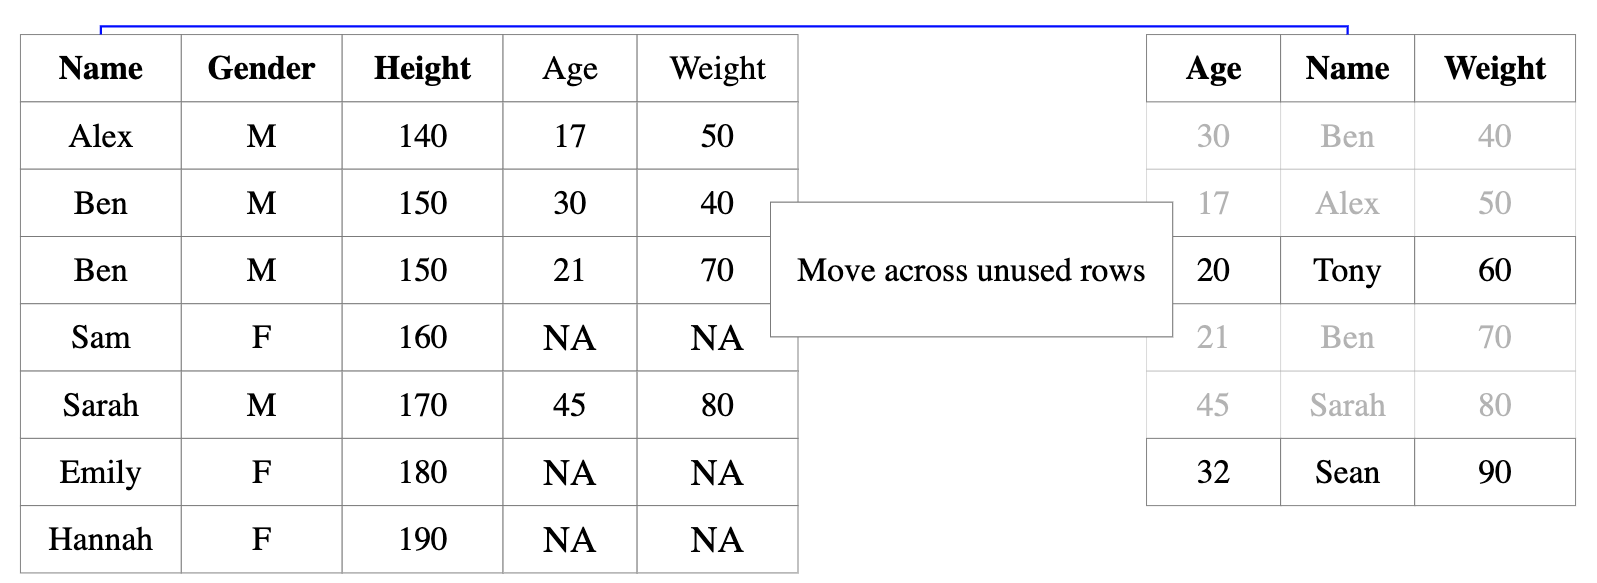 Name Gender Height Age Weight Age Name Weight
Alex M 140 17 50 30 Ben 40
Ben M 150 30 40 17 Alex 50
Ben M 150 21 70 Move across unused rows 20 Tony 60
Sam F 160 NA NA 21 Ben 70
Sarah M 170 45 80 45 Sarah 80
Emily F 180 NA NA 32 Sean 90
Hannah F 190 NA NA